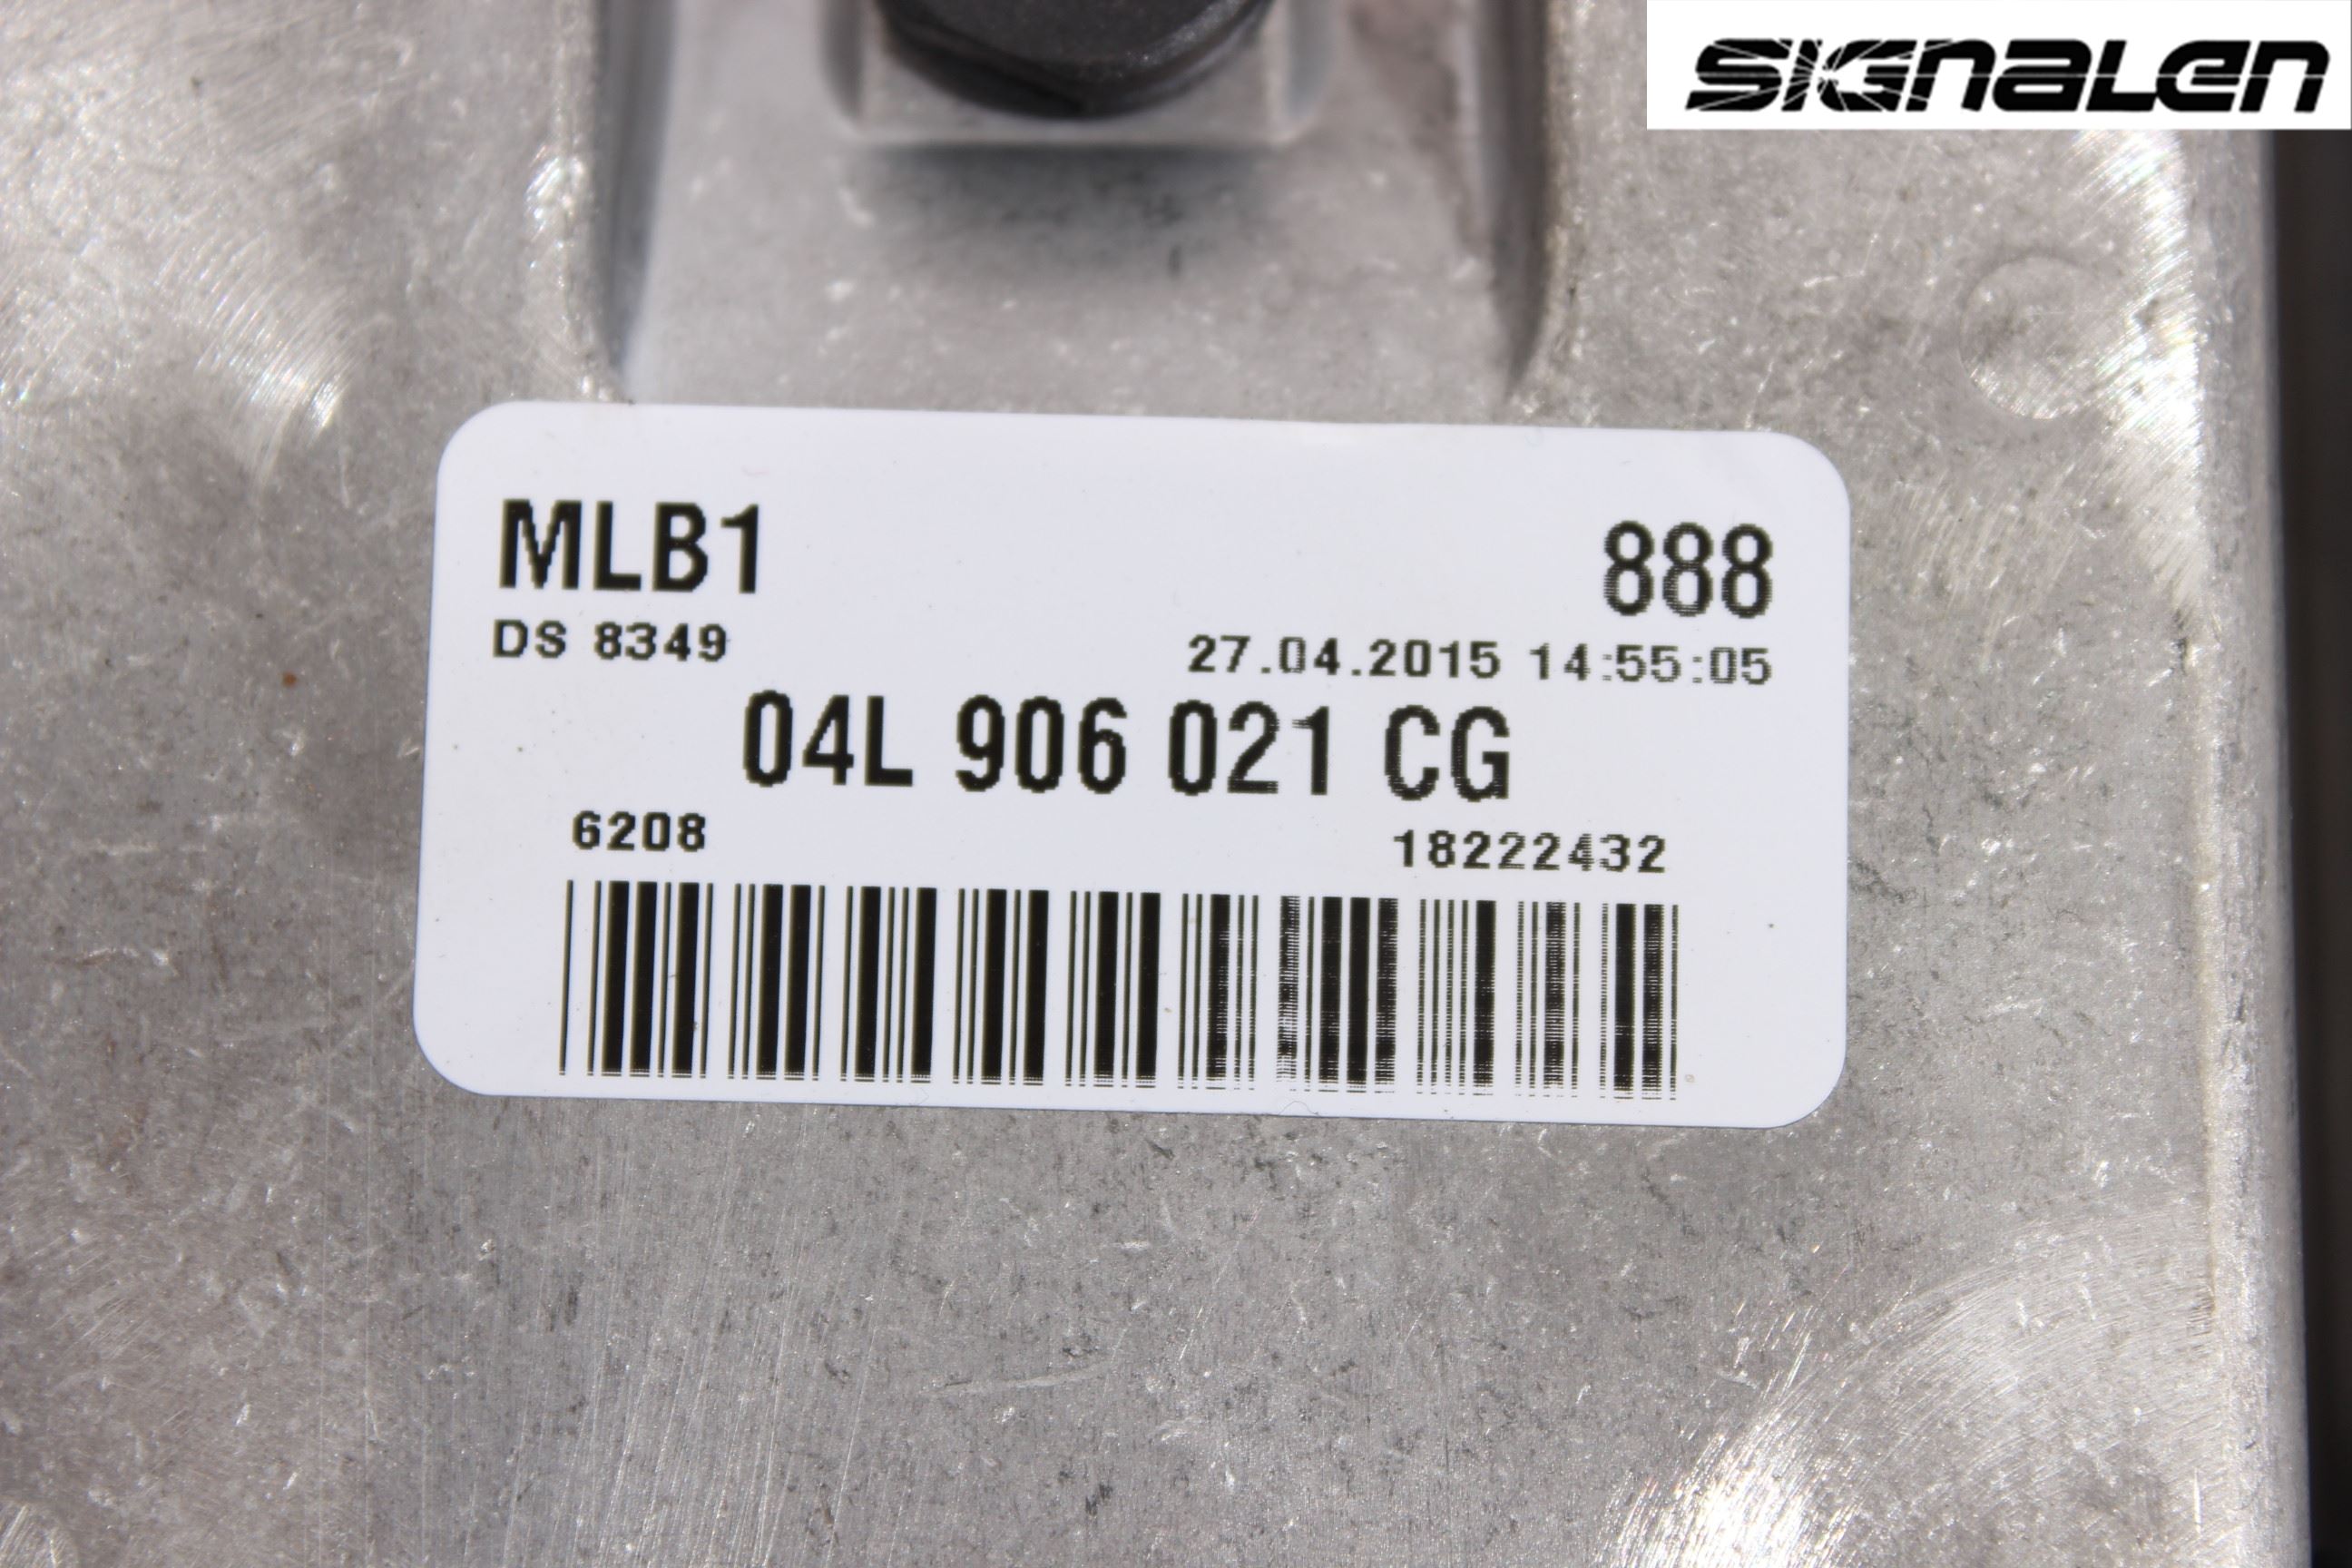 SIGNALEN
MLB1 888
DS 8349 27.04.2015 14:55:05
04L 906 021 CG
6208 18222432